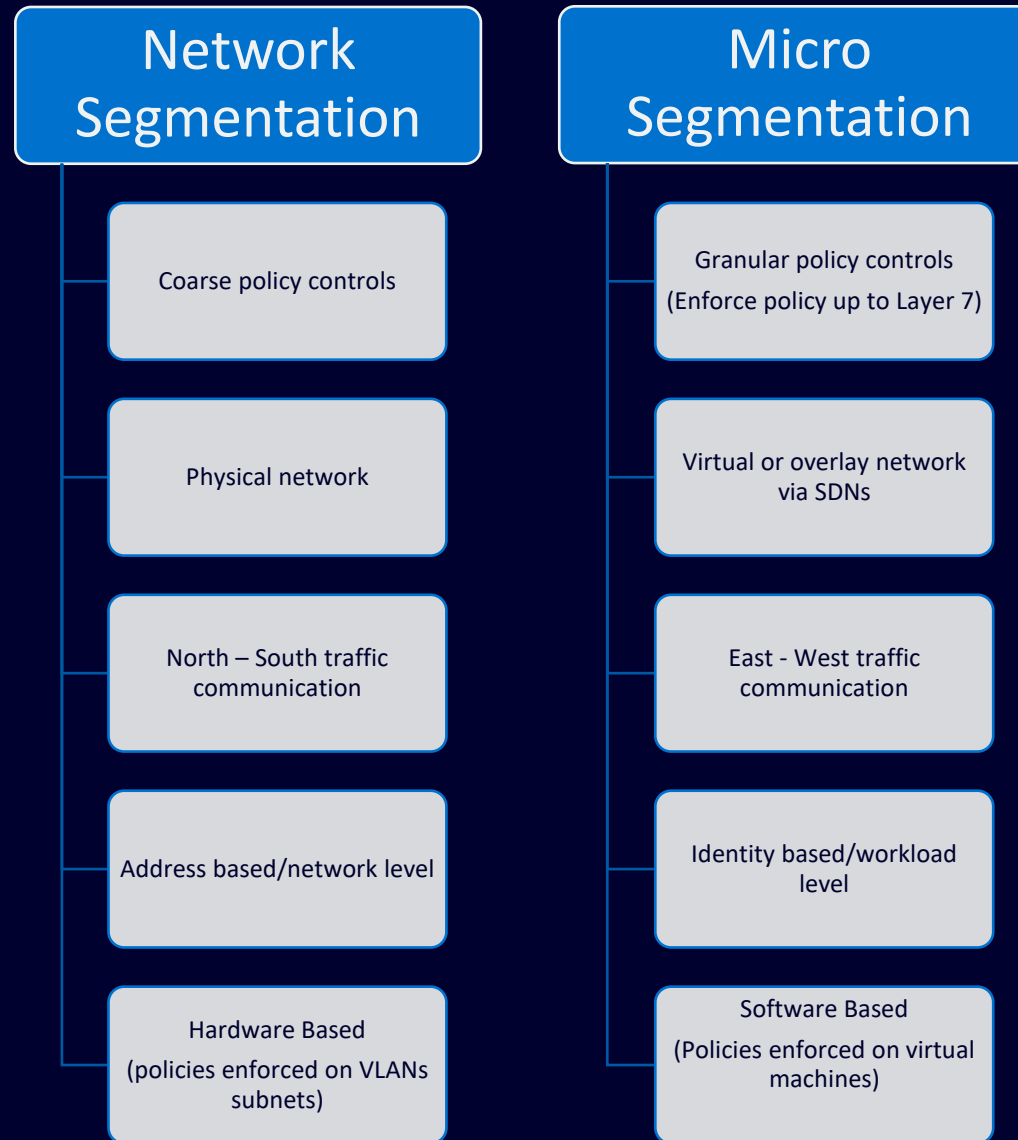 Network
Segmentation
Coarse policy controls
Physical network
North – South traffic
communication
Address based/network level
Hardware Based
(policies enforced on VLANs
subnets)
Micro
Segmentation
Granular policy controls
(Enforce policy up to Layer 7)
Virtual or overlay network
via SDNs
East - West traffic
communication
Identity based/workload
level
Software Based
(Policies enforced on virtual
machines)